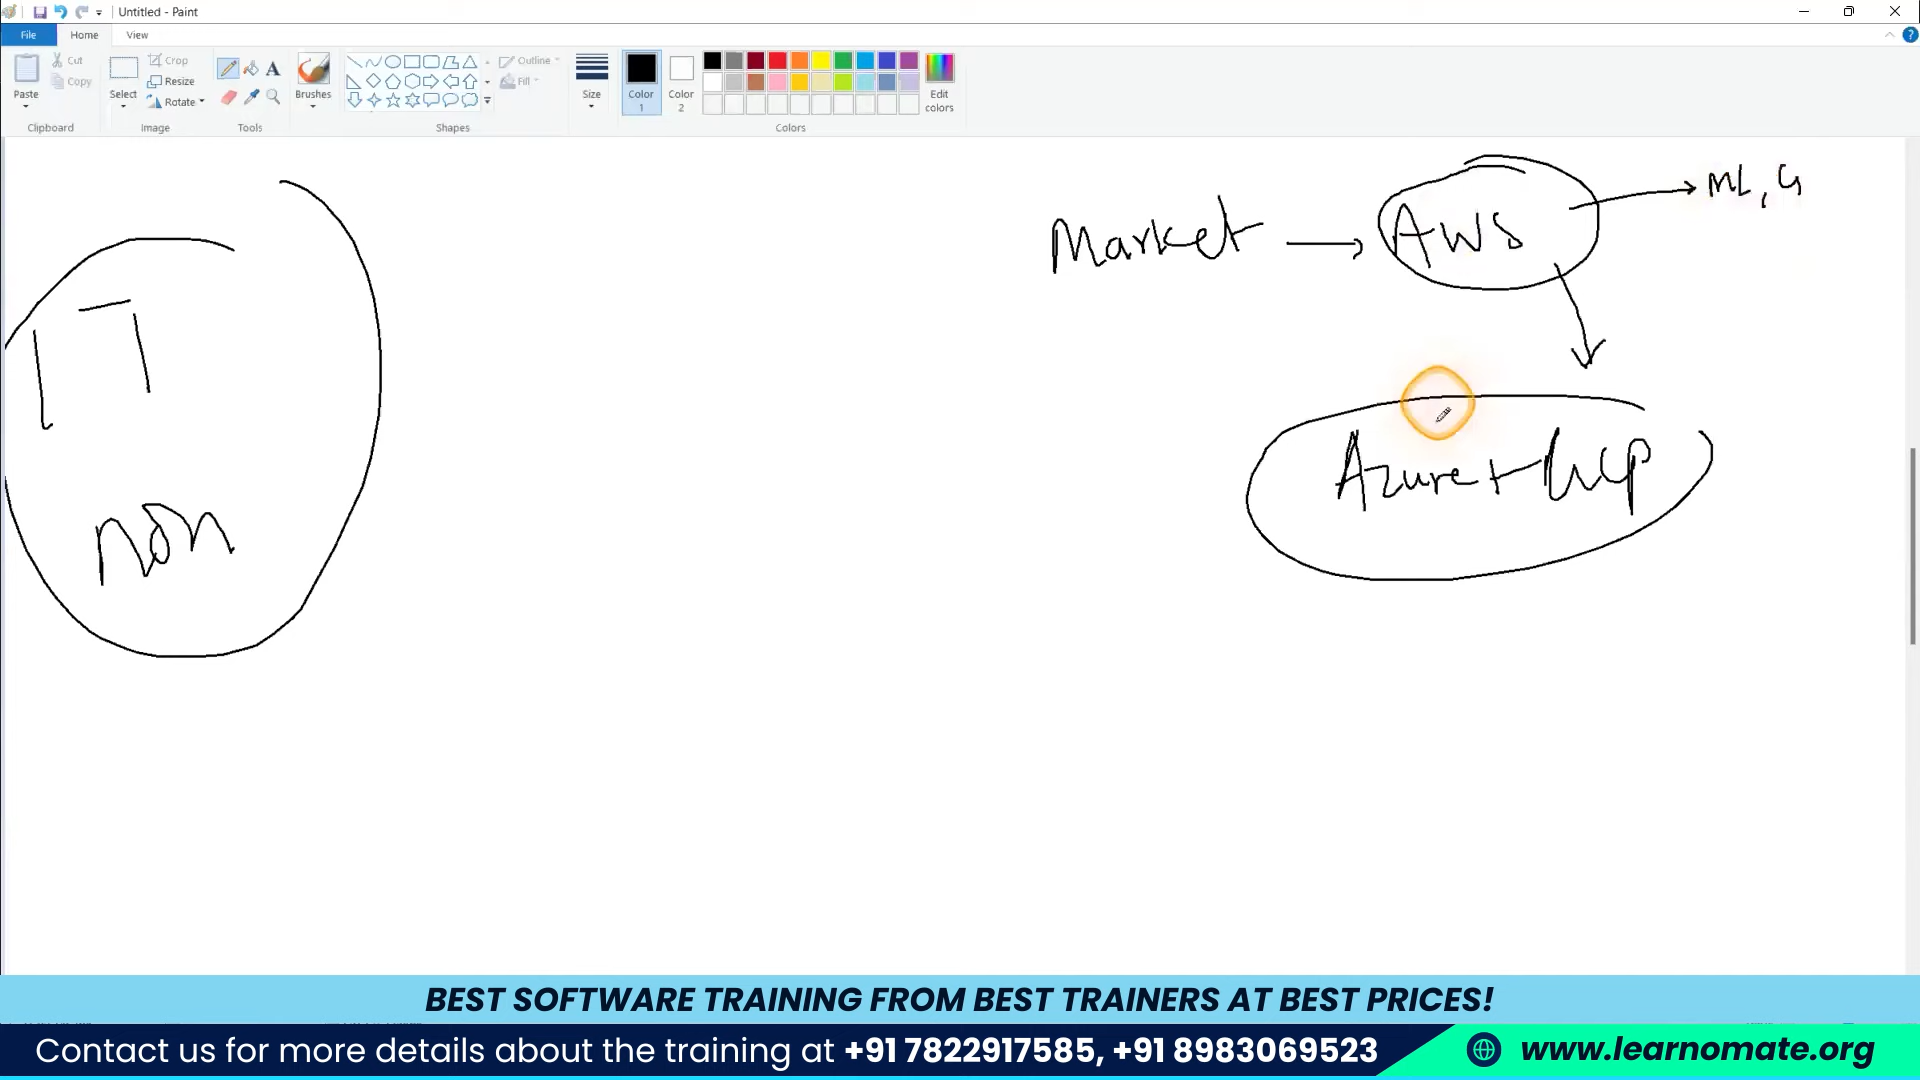 Untitled - Paint
File Home View
Paste
Cut
Copy
Clipboard
Select
Crop
Resize
Rotate
Image
Tools
Brushes
Shapes
Outline
Fill
Size
Color 1
Color 2
Edit colors
Colors
IT
non
Market → AWS → ML, G
Azure + GCP
BEST SOFTWARE TRAINING FROM BEST TRAINERS AT BEST PRICES!
Contact us for more details about the training at +91 7822917585, +91 8983069523
www.learnomate.org